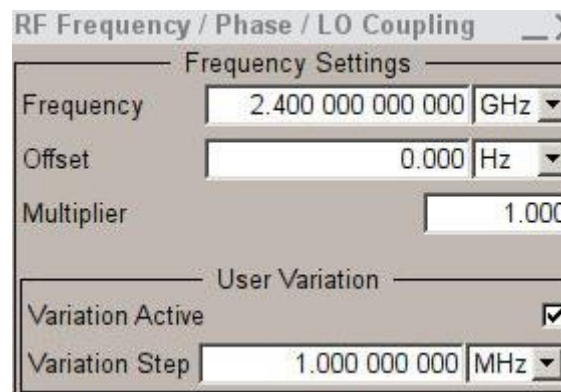 RF Frequency / Phase / LO Coupling
Frequency Settings
Frequency 2.400 000 000 000 GHz
Offset 0.000 Hz
Multiplier 1.000
User Variation
Variation Active
Variation Step 1.000 000 000 MHz